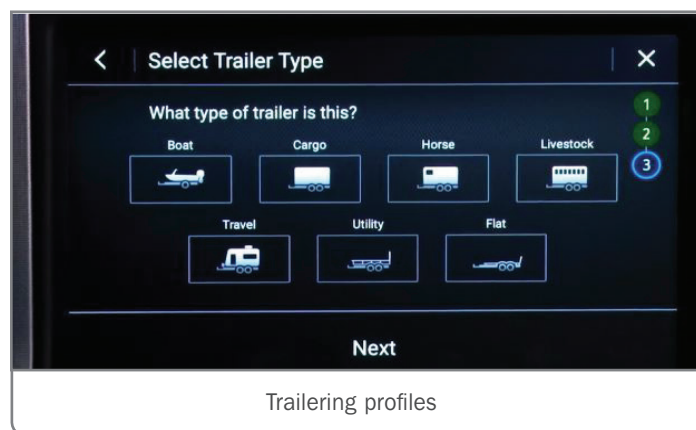 Select Trailer Type
What type of trailer is this?
1
2
3
Boat Cargo Horse Livestock
Travel Utility Flat
Next
Trailering profiles